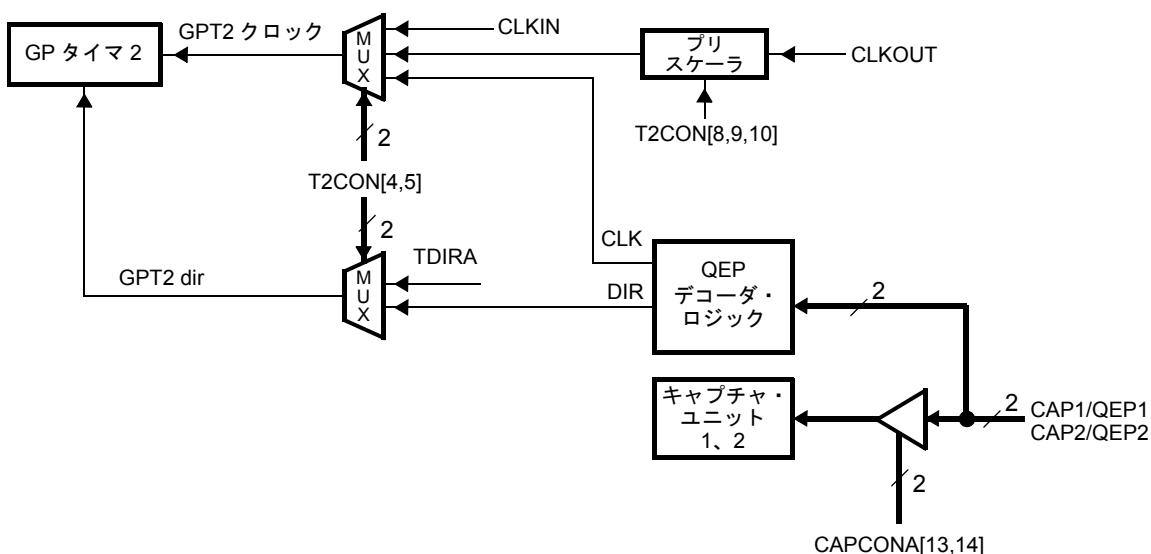 GP タイマ 2
GPT2 クロック
MUX
CLKIN
プリ
スケーラ
CLKOUT
T2CON[8,9,10]
2
T2CON[4,5]
2
MUX
TDIRA
GPT2 dir
CLK
DIR
QEP
デコーダ・
ロジック
2
キャプチャ・
ユニット
1、2
2
CAP1/QEP1
CAP2/QEP2
2
CAPCONA[13,14]